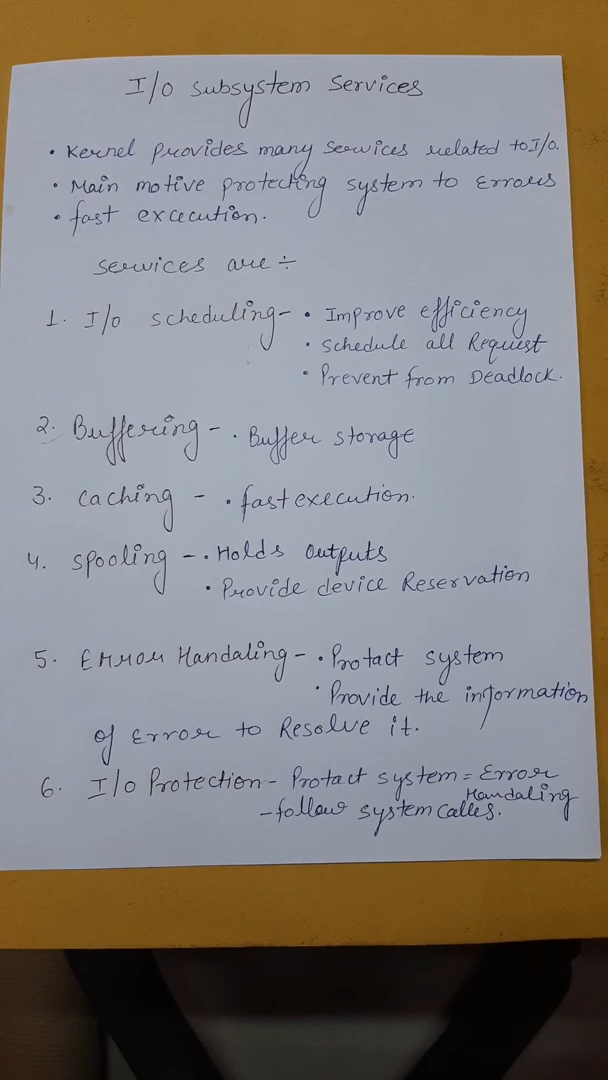 I/o subsystem services
• Kernel provides many services related to I/o.
• Main motive protecting system to Errors
• fast excecution.
services are ÷
1. I/o scheduling - • Improve efficiency
• schedule all Request
• Prevent from Deadlock.
2. Buffering - • Buffer storage
3. caching - • fast execution.
4. spooling - • Holds outputs
• Provide device Reservation
5. Error Handaling - • Protact system
• Provide the information
of Error to Resolve it.
6. I/o Protection - Protact system = Error
Handaling
- follow system calles.